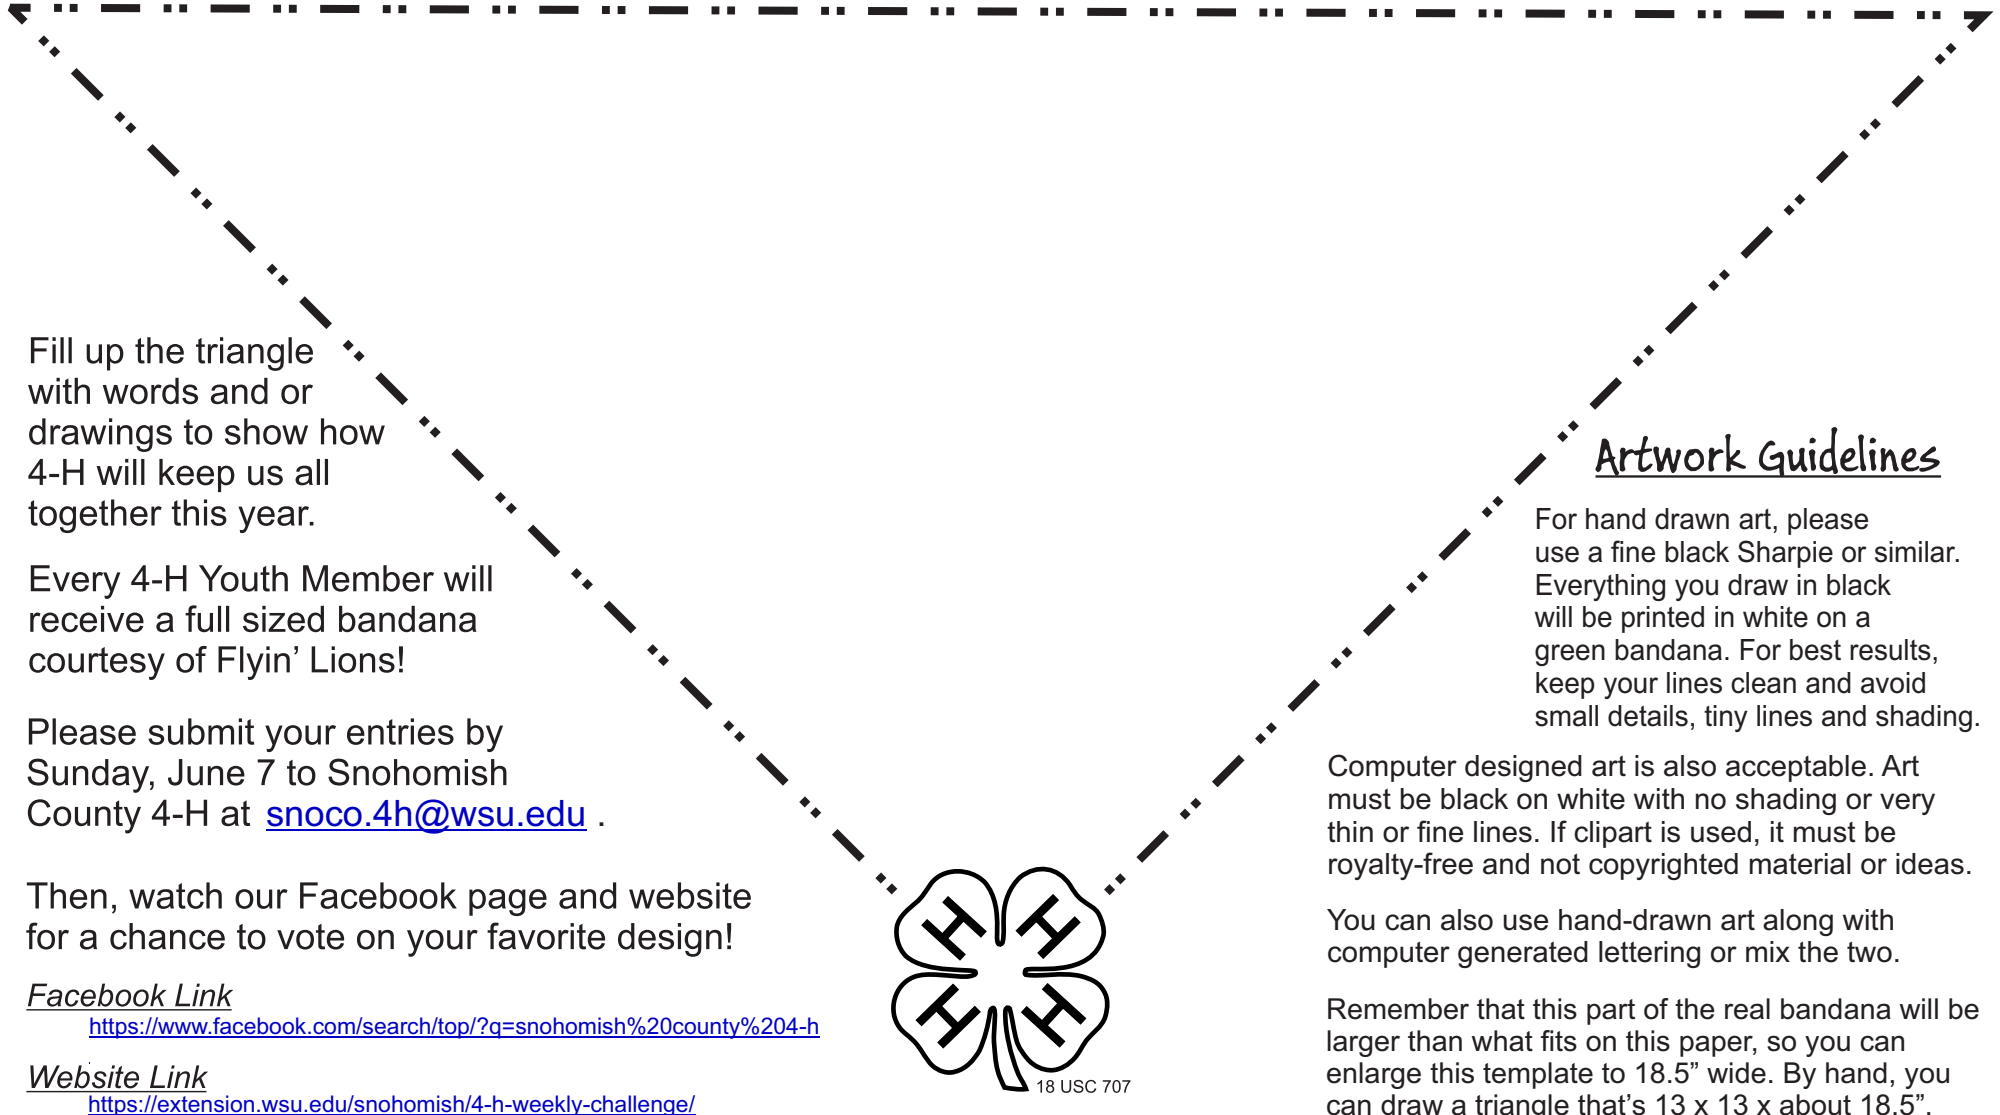 Fill up the triangle
with words and or
drawings to show how
4-H will keep us all
together this year.
Every 4-H Youth Member will
receive a full sized bandana
courtesy of Flyin’ Lions!
Please submit your entries by
Sunday, June 7 to Snohomish
County 4-H at snoco.4h@wsu.edu .
Then, watch our Facebook page and website
for a chance to vote on your favorite design!
Facebook Link
https://www.facebook.com/search/top/?q=snohomish%20county%204-h
Website Link
https://extension.wsu.edu/snohomish/4-h-weekly-challenge/
H H
H H
18 USC 707
Artwork Guidelines
For hand drawn art, please
use a fine black Sharpie or similar.
Everything you draw in black
will be printed in white on a
green bandana. For best results,
keep your lines clean and avoid
small details, tiny lines and shading.
Computer designed art is also acceptable. Art
must be black on white with no shading or very
thin or fine lines. If clipart is used, it must be
royalty-free and not copyrighted material or ideas.
You can also use hand-drawn art along with
computer generated lettering or mix the two.
Remember that this part of the real bandana will be
larger than what fits on this paper, so you can
enlarge this template to 18.5” wide. By hand, you
can draw a triangle that’s 13 x 13 x about 18.5”.